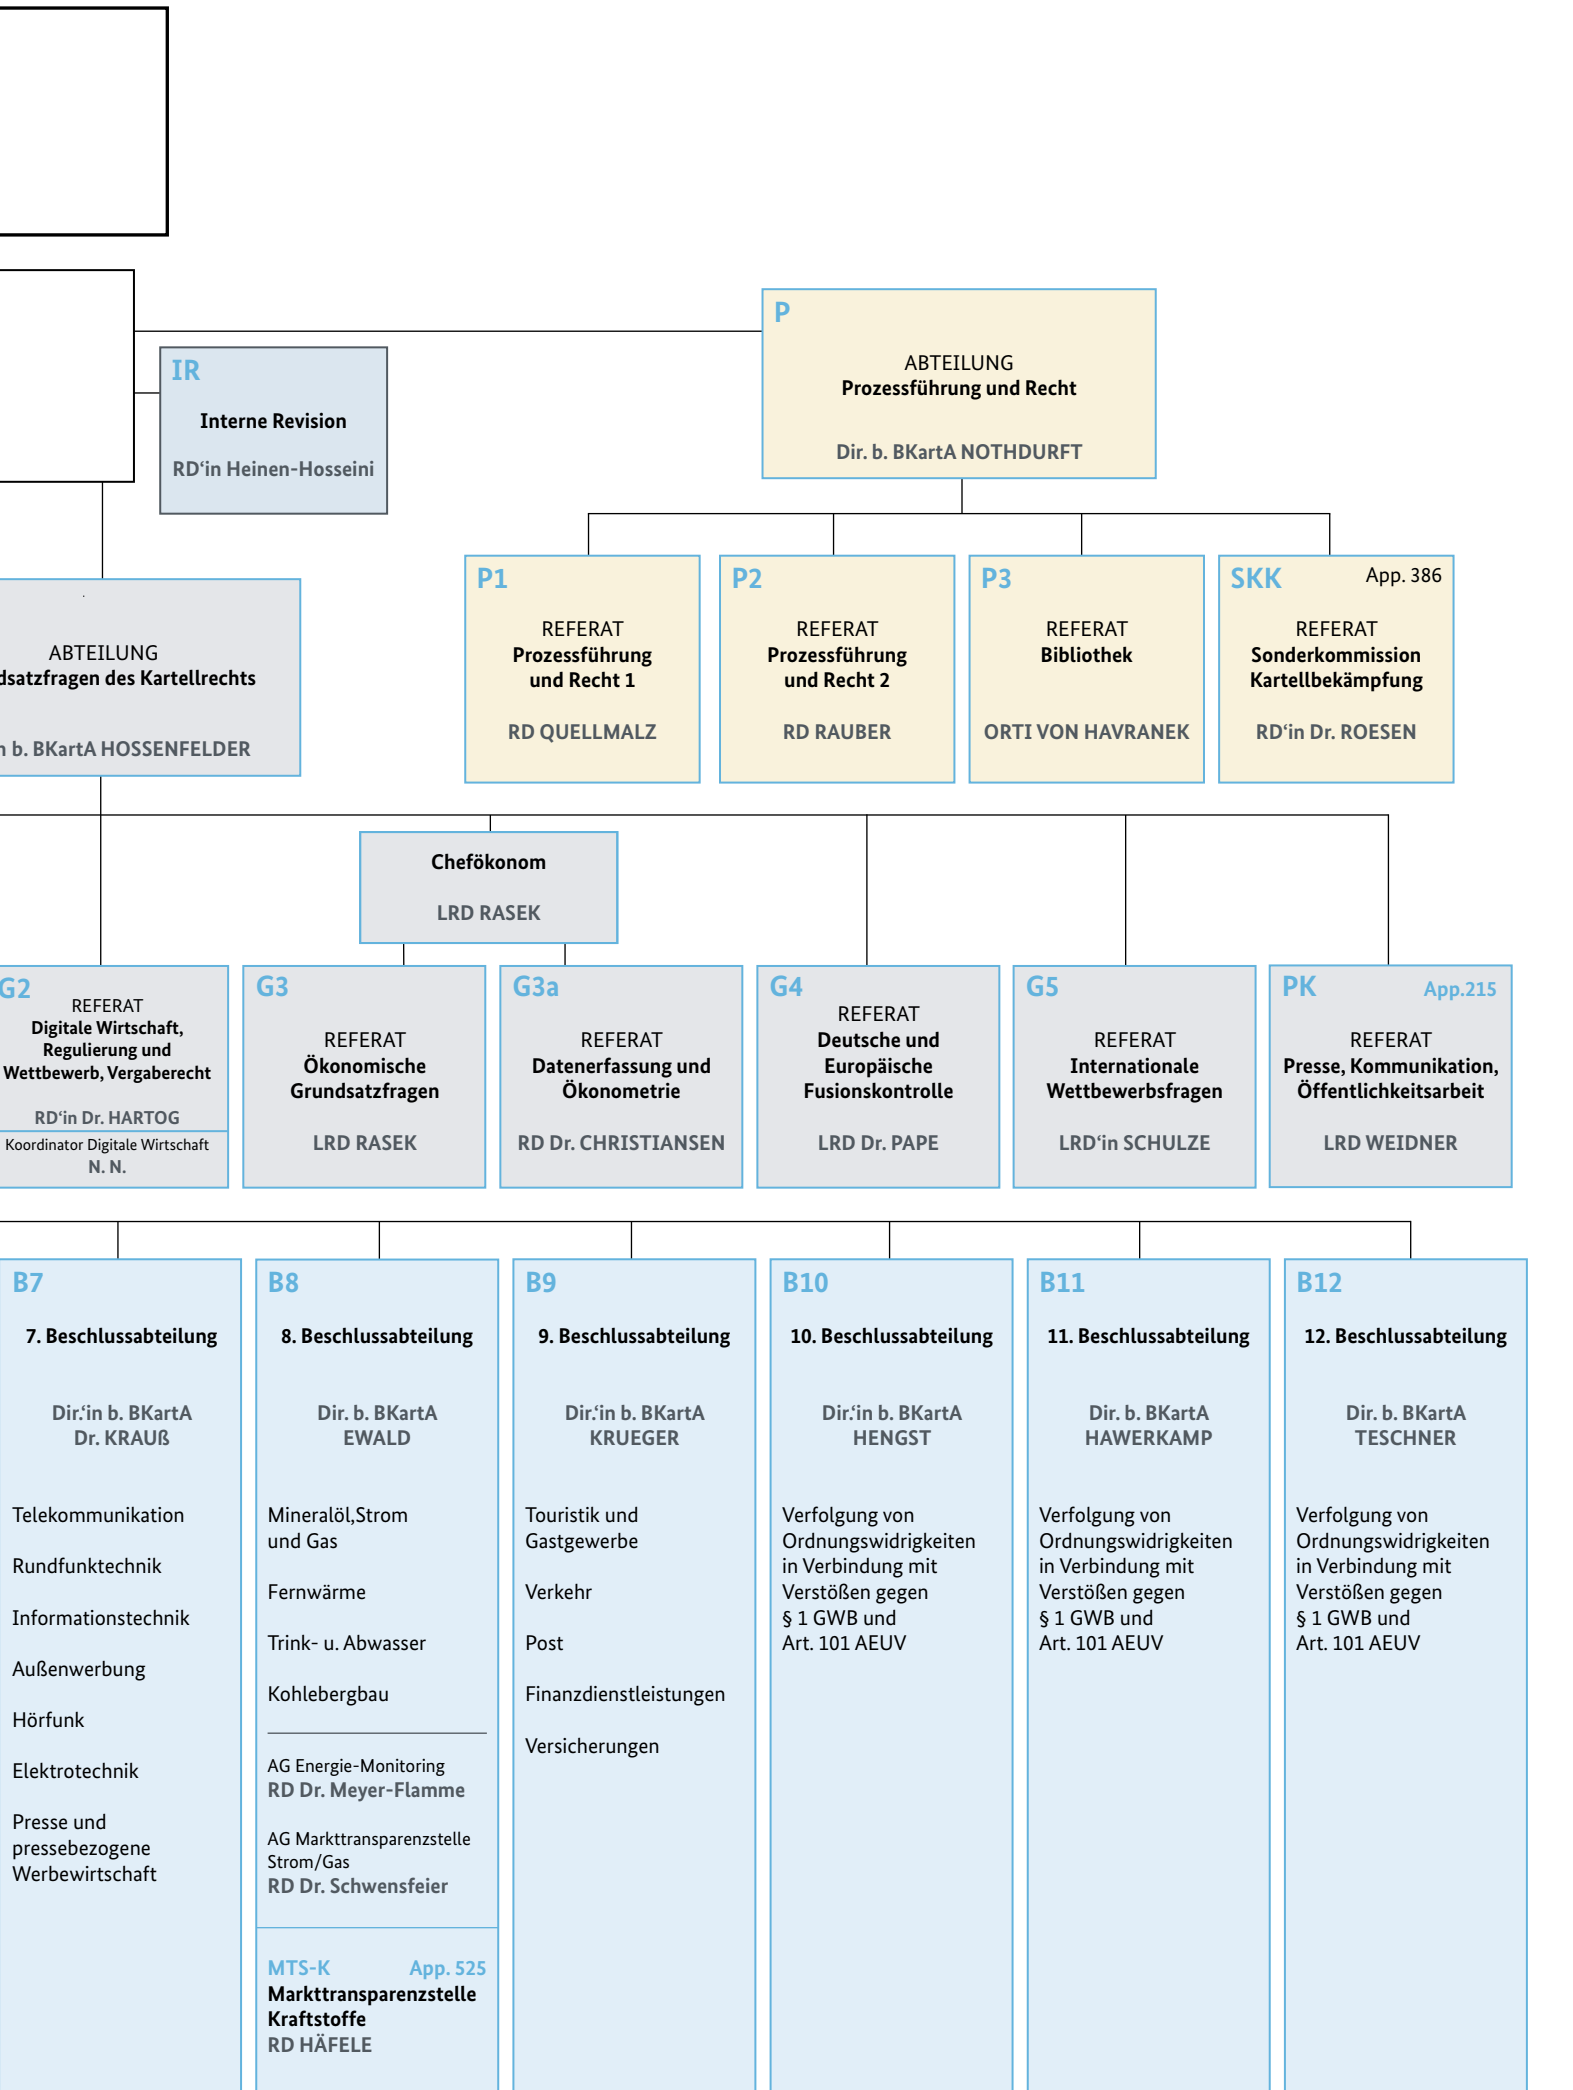 P
ABTEILUNG
Prozessführung und Recht
Dir. b. BKartA NOTHDURFT
IR
Interne Revision
RD‘in Heinen-Hosseini
P1
REFERAT
Prozessführung
und Recht 1
RD QUELLMALZ
P2
REFERAT
Prozessführung
und Recht 2
RD RAUBER
P3
REFERAT
Bibliothek
ORTI VON HAVRANEK
SKK
App. 386
REFERAT
Sonderkommission
Kartellbekämpfung
RD‘in Dr. ROESEN
ABTEILUNG
dsatzfragen des Kartellrechts
n b. BKartA HOSSENFELDER
Chefökonom
LRD RASEK
G2
REFERAT
Digitale Wirtschaft,
Regulierung und
Wettbewerb, Vergaberecht
RD‘in Dr. HARTOG
Koordinator Digitale Wirtschaft
N. N.
G3
REFERAT
Ökonomische
Grundsatzfragen
LRD RASEK
G3a
REFERAT
Datenerfassung und
Ökonometrie
RD Dr. CHRISTIANSEN
G4
REFERAT
Deutsche und
Europäische
Fusionskontrolle
LRD Dr. PAPE
G5
REFERAT
Internationale
Wettbewerbsfragen
LRD‘in SCHULZE
PK
App.215
REFERAT
Presse, Kommunikation,
Öffentlichkeitsarbeit
LRD WEIDNER
B7
7. Beschlussabteilung
Dir.‘in b. BKartA
Dr. KRAUß
Telekommunikation
Rundfunktechnik
Informationstechnik
Außenwerbung
Hörfunk
Elektrotechnik
Presse und
pressebezogene
Werbewirtschaft
B8
8. Beschlussabteilung
Dir. b. BKartA
EWALD
Mineralöl,Strom
und Gas
Fernwärme
Trink- u. Abwasser
Kohlebergbau
AG Energie-Monitoring
RD Dr. Meyer-Flamme
AG Markttransparenzstelle
Strom/Gas
RD Dr. Schwensfeier
MTS-K
App. 525
Markttransparenzstelle
Kraftstoffe
RD HÄFELE
B9
9. Beschlussabteilung
Dir.‘in b. BKartA
KRUEGER
Touristik und
Gastgewerbe
Verkehr
Post
Finanzdienstleistungen
Versicherungen
B10
10. Beschlussabteilung
Dir.‘in b. BKartA
HENGST
Verfolgung von
Ordnungswidrigkeiten
in Verbindung mit
Verstößen gegen
§ 1 GWB und
Art. 101 AEUV
B11
11. Beschlussabteilung
Dir. b. BKartA
HAWERKAMP
Verfolgung von
Ordnungswidrigkeiten
in Verbindung mit
Verstößen gegen
§ 1 GWB und
Art. 101 AEUV
B12
12. Beschlussabteilung
Dir. b. BKartA
TESCHNER
Verfolgung von
Ordnungswidrigkeiten
in Verbindung mit
Verstößen gegen
§ 1 GWB und
Art. 101 AEUV